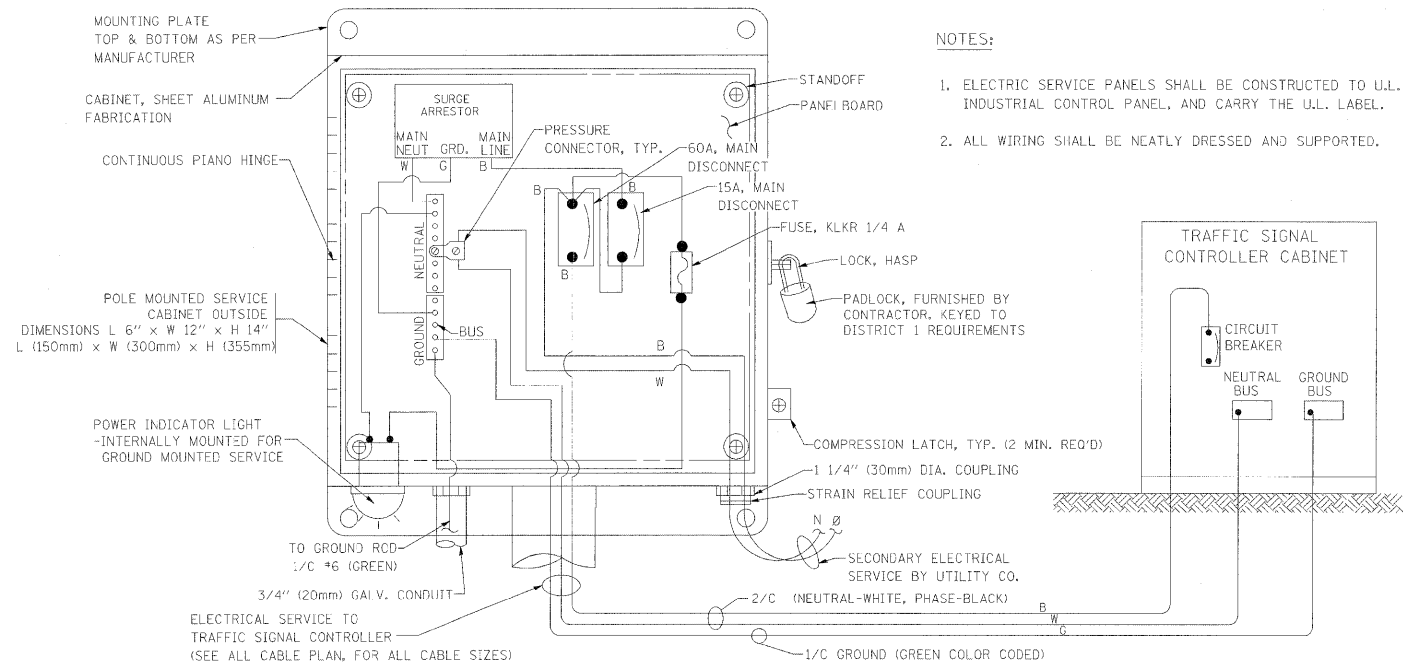 MOUNTING PLATE
TOP & BOTTOM AS PER
MANUFACTURER
CABINET, SHEET ALUMINUM
FABRICATION
CONTINUOUS PIANO HINGE
POLE MOUNTED SERVICE
CABINET OUTSIDE
DIMENSIONS L 6" x W 12" x H 14"
L (150mm) x W (300mm) x H (355mm)
POWER INDICATOR LIGHT
-INTERNALLY MOUNTED FOR
GROUND MOUNTED SERVICE
SURGE
ARRESTOR
MAIN
NEUT
GRD.
MAIN
LINE
W
G
B
NEUTRAL
GROUND
BUS
PRESSURE
CONNECTOR, TYP.
STANDOFF
PANELBOARD
60A, MAIN
DISCONNECT
15A, MAIN
DISCONNECT
B
B
B
FUSE, KLKR 1/4 A
LOCK, HASP
PADLOCK, FURNISHED BY
CONTRACTOR, KEYED TO
DISTRICT 1 REQUIREMENTS
B
W
COMPRESSION LATCH, TYP. (2 MIN. REQ'D)
1 1/4" (30mm) DIA. COUPLING
STRAIN RELIEF COUPLING
N Ø
SECONDARY ELECTRICAL
SERVICE BY UTILITY CO.
TO GROUND ROD
1/C #6 (GREEN)
3/4" (20mm) GALV. CONDUIT
ELECTRICAL SERVICE TO
TRAFFIC SIGNAL CONTROLLER
(SEE ALL CABLE PLAN, FOR ALL CABLE SIZES)
2/C (NEUTRAL-WHITE, PHASE-BLACK)
B
W
G
1/C GROUND (GREEN COLOR CODED)
NOTES:
1. ELECTRIC SERVICE PANELS SHALL BE CONSTRUCTED TO U.L.
INDUSTRIAL CONTROL PANEL, AND CARRY THE U.L. LABEL.
2. ALL WIRING SHALL BE NEATLY DRESSED AND SUPPORTED.
TRAFFIC SIGNAL
CONTROLLER CABINET
CIRCUIT
BREAKER
NEUTRAL
BUS
GROUND
BUS